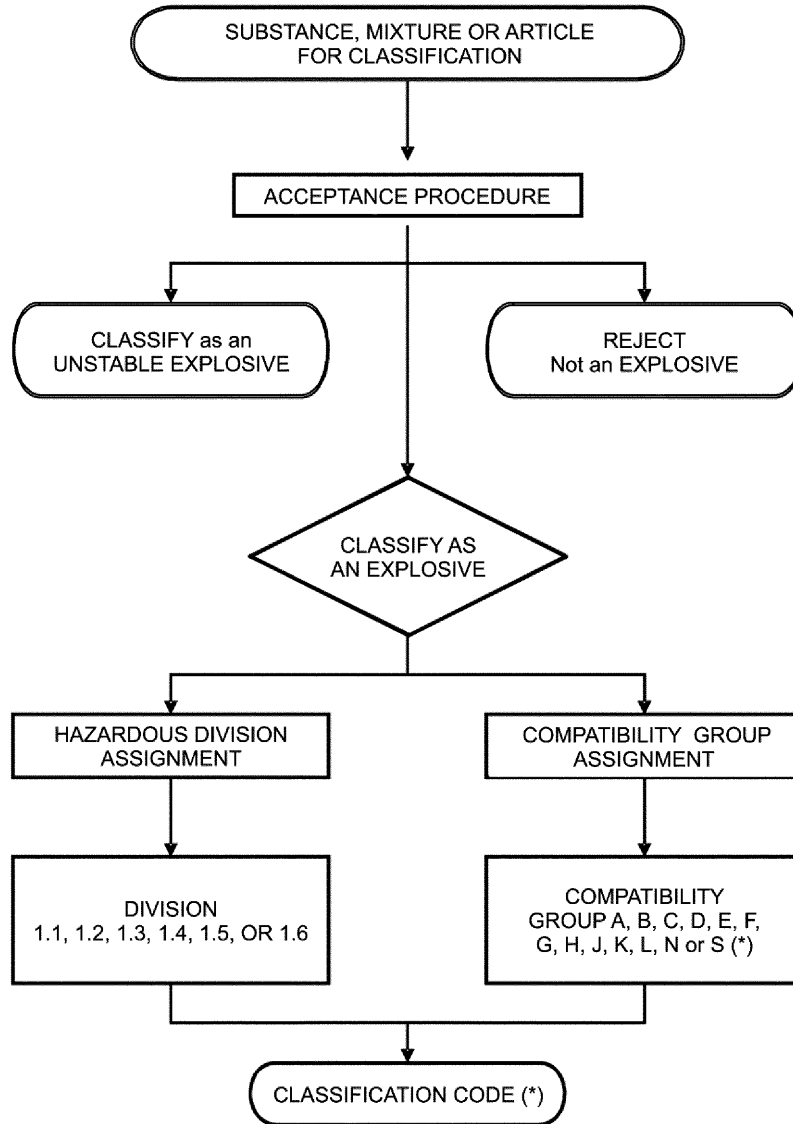 SUBSTANCE, MIXTURE OR ARTICLE
FOR CLASSIFICATION
ACCEPTANCE PROCEDURE
CLASSIFY as an
UNSTABLE EXPLOSIVE
REJECT
Not an EXPLOSIVE
CLASSIFY AS
AN EXPLOSIVE
HAZARDOUS DIVISION
ASSIGNMENT
COMPATIBILITY GROUP
ASSIGNMENT
DIVISION
1.1, 1.2, 1.3, 1.4, 1.5, OR 1.6
COMPATIBILITY
GROUP A, B, C, D, E, F,
G, H, J, K, L, N or S (*)
CLASSIFICATION CODE (*)